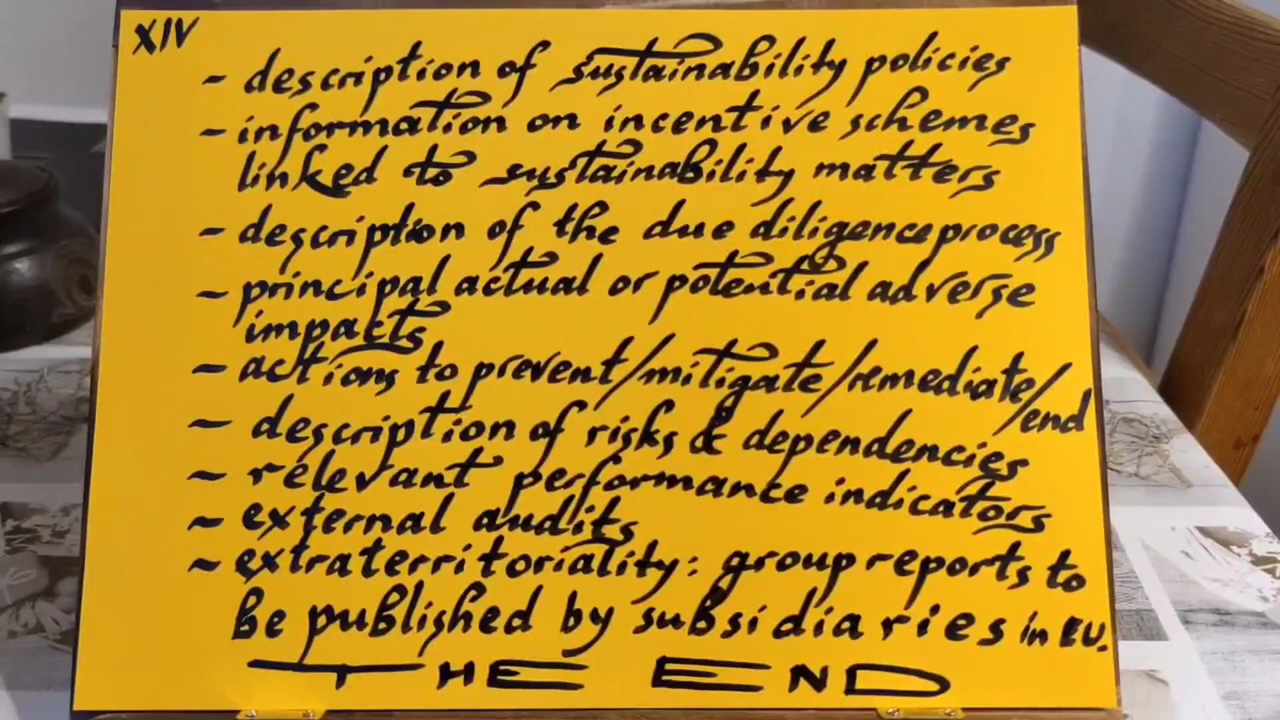 XIV
- description of sustainability policies
- information on incentive schemes
linked to sustainability matters
- description of the due diligence process
- principal actual or potential adverse
impacts
- actions to prevent/mitigate/remediate/
end
- description of risks & dependencies
- relevant performance indicators
- external audits
- extraterritoriality: group reports to
be published by subsidiaries in EU.
THE END